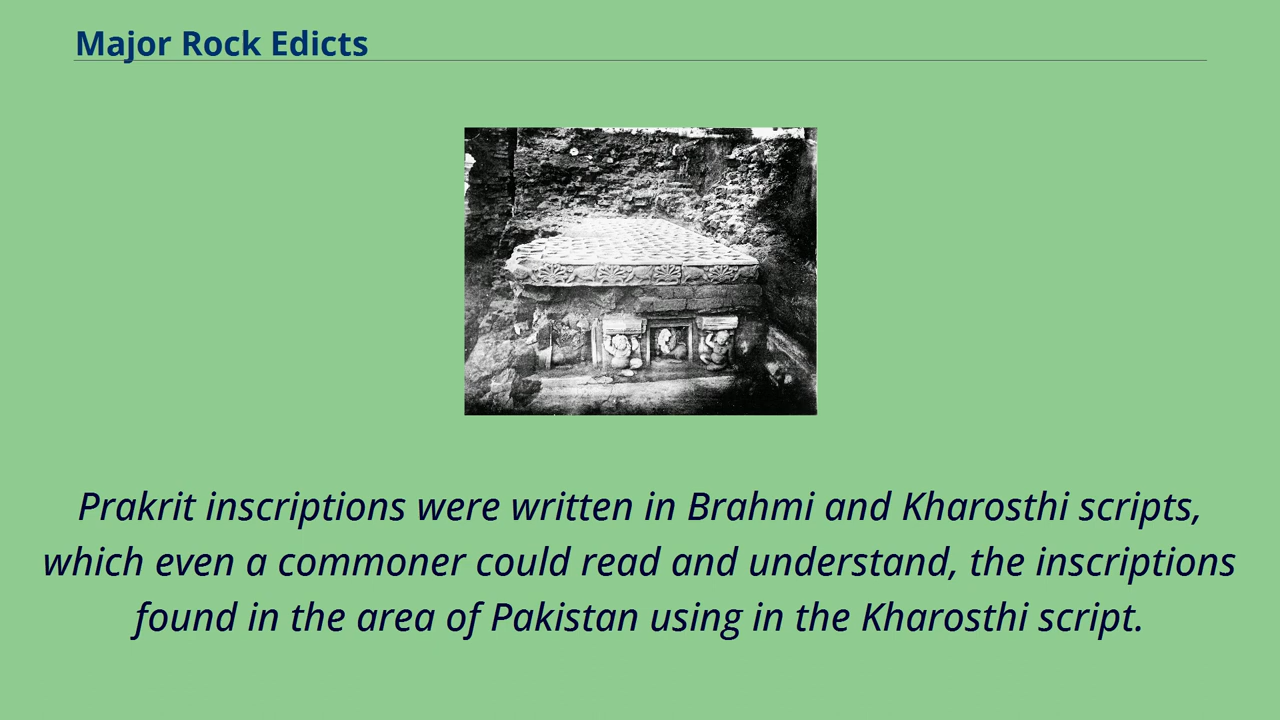 Major Rock Edicts
Prakrit inscriptions were written in Brahmi and Kharosthi scripts,
which even a commoner could read and understand, the inscriptions
found in the area of Pakistan using in the Kharosthi script.